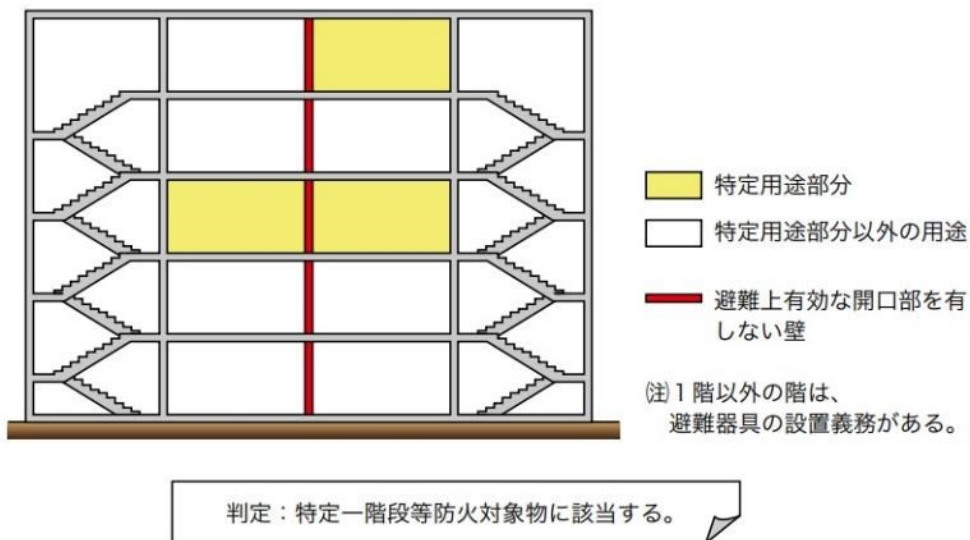 特定用途部分
特定用途部分以外の用途
避難上有効な開口部を有
しない壁
㊟1階以外の階は、
避難器具の設置義務がある。
判定：特定一階段等防火対象物に該当する。